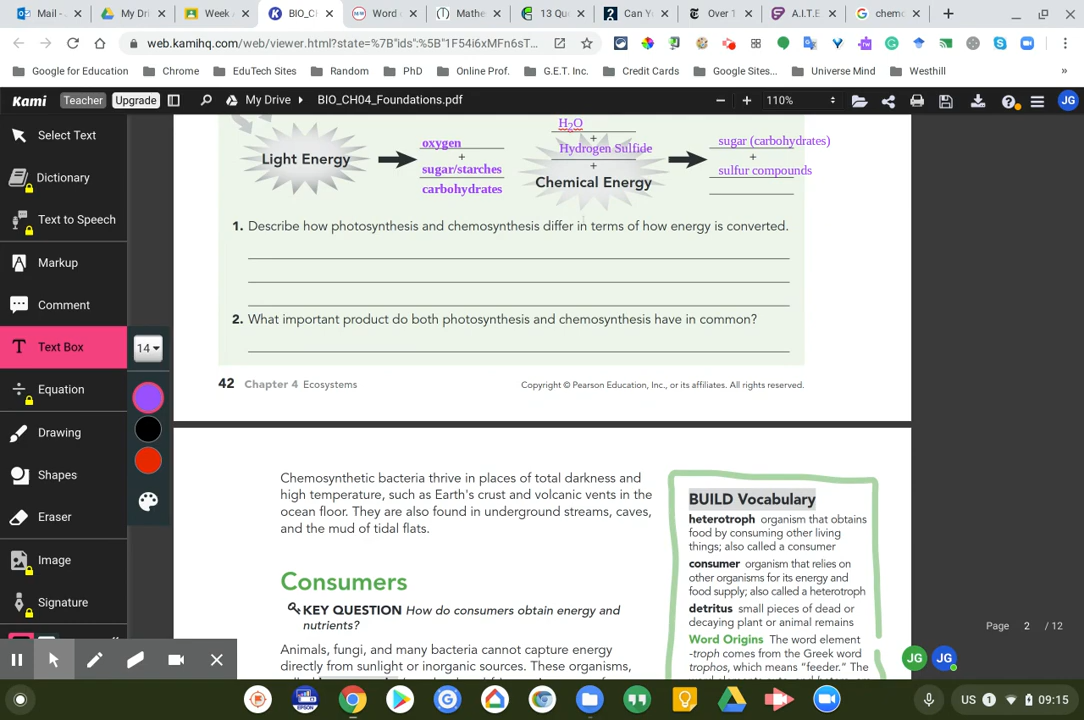 Mail -
My Dri
Week
BIO_C
Word
Mathe
13 Qu
Can Y
Over 1
A.I.T.E
chemo
web.kamihq.com/web/viewer.html?state=%7B"ids":%5B"1F54i6xMFn6sT...
Google for Education
Chrome
EduTech Sites
Random
PhD
Online Prof.
G.E.T. Inc.
Credit Cards
Google Sites...
Universe Mind
Westhill
»
Kami
Teacher
Upgrade
My Drive
BIO_CH04_Foundations.pdf
110%
JG
Select Text
Dictionary
Text to Speech
Markup
Comment
Text Box
14
Equation
Drawing
Shapes
Eraser
Image
Signature
Light Energy
oxygen
+
sugar/starches
carbohydrates
H₂O
+
Hydrogen Sulfide
+
Chemical Energy
sugar (carbohydrates)
+
sulfur compounds
1. Describe how photosynthesis and chemosynthesis differ in terms of how energy is converted.
2. What important product do both photosynthesis and chemosynthesis have in common?
42 Chapter 4 Ecosystems
Copyright © Pearson Education, Inc., or its affiliates. All rights reserved.
Chemosynthetic bacteria thrive in places of total darkness and
high temperature, such as Earth's crust and volcanic vents in the
ocean floor. They are also found in underground streams, caves,
and the mud of tidal flats.
Consumers
KEY QUESTION How do consumers obtain energy and
nutrients?
Animals, fungi, and many bacteria cannot capture energy
directly from sunlight or inorganic sources. These organisms,
BUILD Vocabulary
heterotroph organism that obtains
food by consuming other living
things; also called a consumer
consumer organism that relies on
other organisms for its energy and
food supply; also called a heterotroph
detritus small pieces of dead or
decaying plant or animal remains
Word Origins The word element
-troph comes from the Greek word
trophos, which means "feeder." The
Page 2 / 12
JG
JG
US
1
09:15